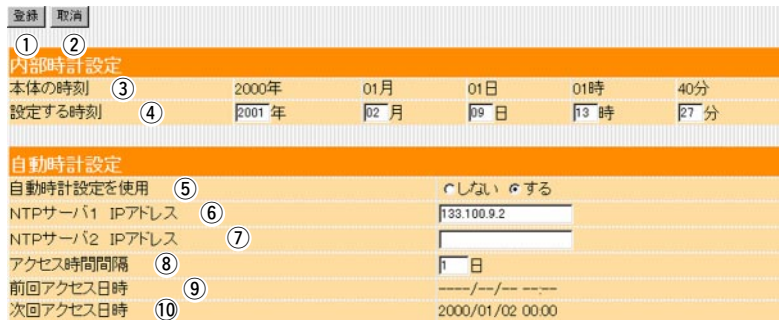 登録 取消
① ②
内部時計設定
本体の時刻 ③ 2000年 01月 01日 01時 40分
設定する時刻 ④ 2001 年 02 月 09 日 13 時 27 分
自動時計設定
自動時計設定を使用 ⑤ しない する
NTPサーバ1 IPアドレス ⑥ 133.100.9.2
NTPサーバ2 IPアドレス ⑦
アクセス時間間隔 ⑧ 1 日
前回アクセス日時 ⑨ ----/--/-- --:--
次回アクセス日時 ⑩ 2000/01/02 00:00